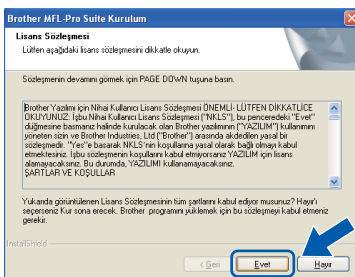 Brother MFL-Pro Suite Kurulum
Lisans Sözleşmesi
Lütfen aşağıdaki lisans sözleşmesini dikkatle okuyun.
Sözleşmenin devamını görmek için PAGE DOWN tuşuna basın.
Brother Yazılımı için Nihai Kullanıcı Lisans Sözleşmesi ÖNEMLİ- LÜTFEN DİKKATLİCE
OKUYUNUZ: İşbu Nihai Kullanıcı Lisans Sözleşmesi ("NKLS"), bu penceredeki "Evet"
düğmesine basmanız halinde kurulacak olan Brother yazılımının ("YAZILIM") kullanımını
yöneten sizin ve Brother Industries, Ltd ("Brother") arasında akdedilen yasal bir
sözleşmedir. "Yes"e basarak NKLS'nin koşullarına yasal olarak bağlı olmayı kabul
etmektesiniz. İşbu sözleşmenin koşullarını kabul etmiyorsanız YAZILIM için lisans
alamayacaksınız. Bu durumda, YAZILIMI kullanamayacaksınız.
ŞARTLAR VE KOŞULLAR
Yukarıda görüntülenen Lisans Sözleşmesinin tüm şartlarını kabul ediyor musunuz? Hayır'ı
seçerseniz Kur sona erecek. Brother programını yüklemek için bu sözleşmeyi kabul etmeniz
gerekir.
InstallShield
< Geri
Evet
Hayır